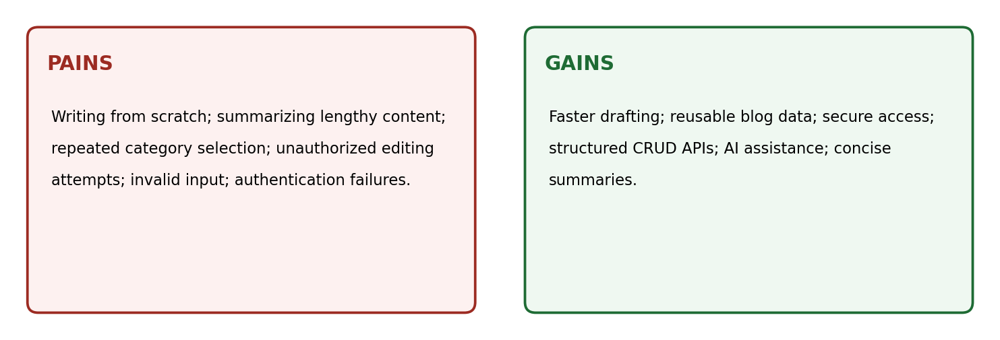 PAINS
Writing from scratch; summarizing lengthy content;
repeated category selection; unauthorized editing
attempts; invalid input; authentication failures.
GAINS
Faster drafting; reusable blog data; secure access;
structured CRUD APIs; AI assistance; concise
summaries.